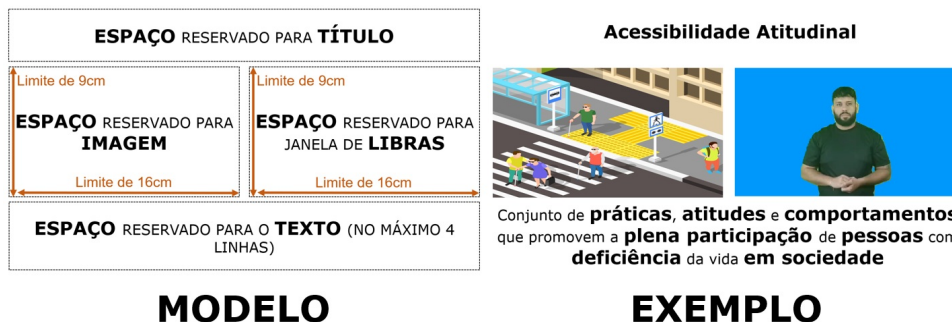 ESPAÇO RESERVADO PARA TÍTULO
Limite de 9cm
ESPAÇO RESERVADO PARA
IMAGEM
Limite de 16cm
Limite de 9cm
ESPAÇO RESERVADO PARA
JANELA DE LIBRAS
Limite de 16cm
ESPAÇO RESERVADO PARA O TEXTO (NO MÁXIMO 4
LINHAS)
MODELO
Acessibilidade Atitudinal
Conjunto de práticas, atitudes e comportamentos
que promovem a plena participação de pessoas com
deficiência da vida em sociedade
EXEMPLO